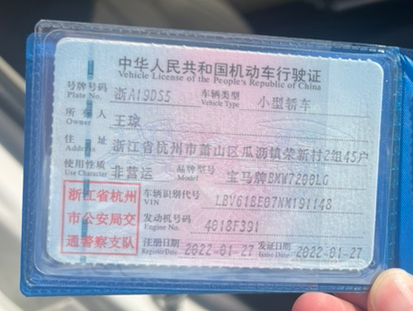 中华人民共和国机动车行驶证
Vehicle License of the People's Republic of China
号牌号码 浙A19DS5 车辆类型 小型轿车
Plate No. Vehicle Type
所有人 王琼
Owner
住址 浙江省杭州市萧山区瓜沥镇荣新村2组45户
Address
使用性质 非营运 品牌型号 宝马牌BMW7200LG
Use Character Model
浙江省杭州
市公安局交
通警察支队
车辆识别代号 LBV61BE07NM191148
VIN
发动机号码 4018F391
Engine No.
注册日期 2022-01-27 发证日期 2022-01-27
Register Date Issue Date